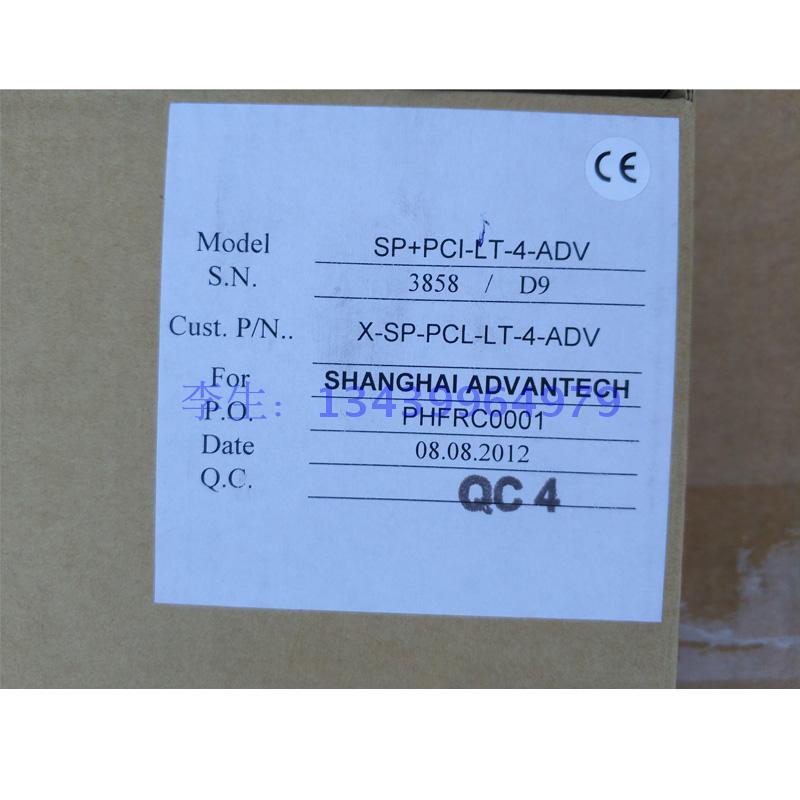 CE
Model SP+PCI-LT-4-ADV
S.N. 3858 / D9
Cust. P/N.. X-SP-PCL-LT-4-ADV
For SHANGHAI ADVANTECH
李生：13439964979
P.O. PHFRC0001
Date 08.08.2012
Q.C. QC 4